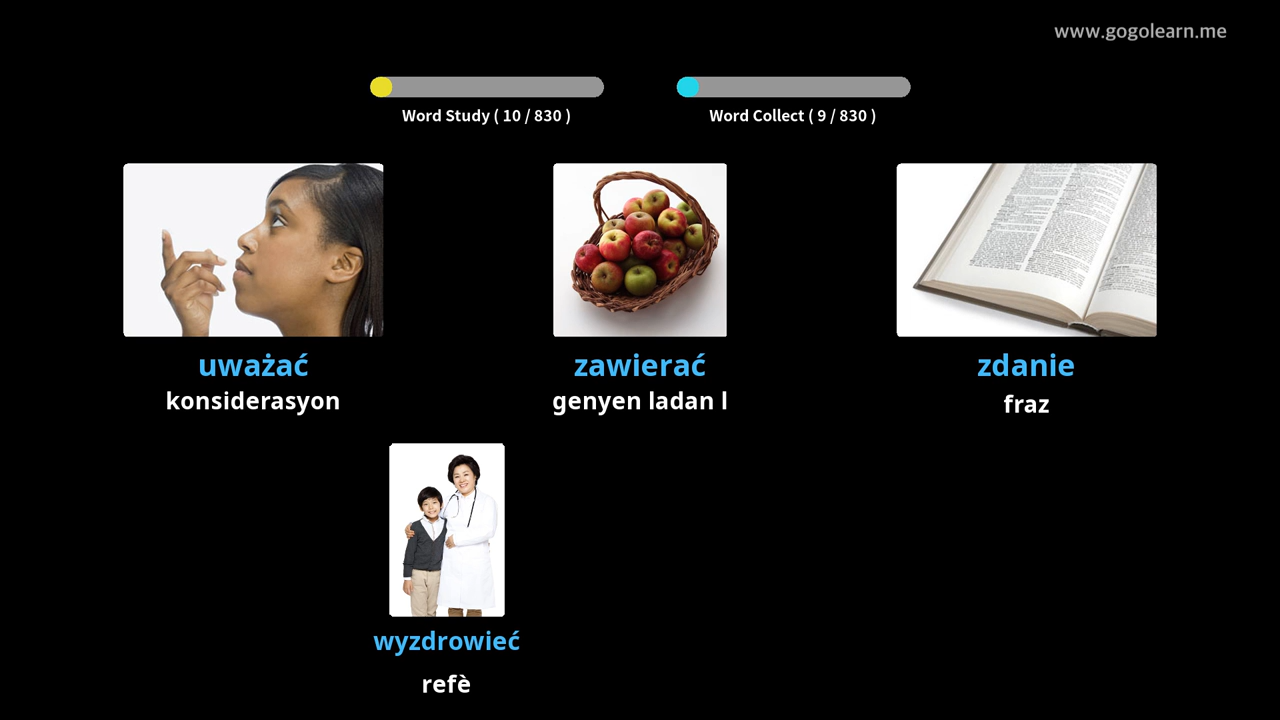 www.gogolearn.me
Word Study ( 10 / 830 )
Word Collect ( 9 / 830 )
uważać
konsiderasyon
zawierać
genyen ladan l
zdanie
fraz
wyzdrowieć
refè